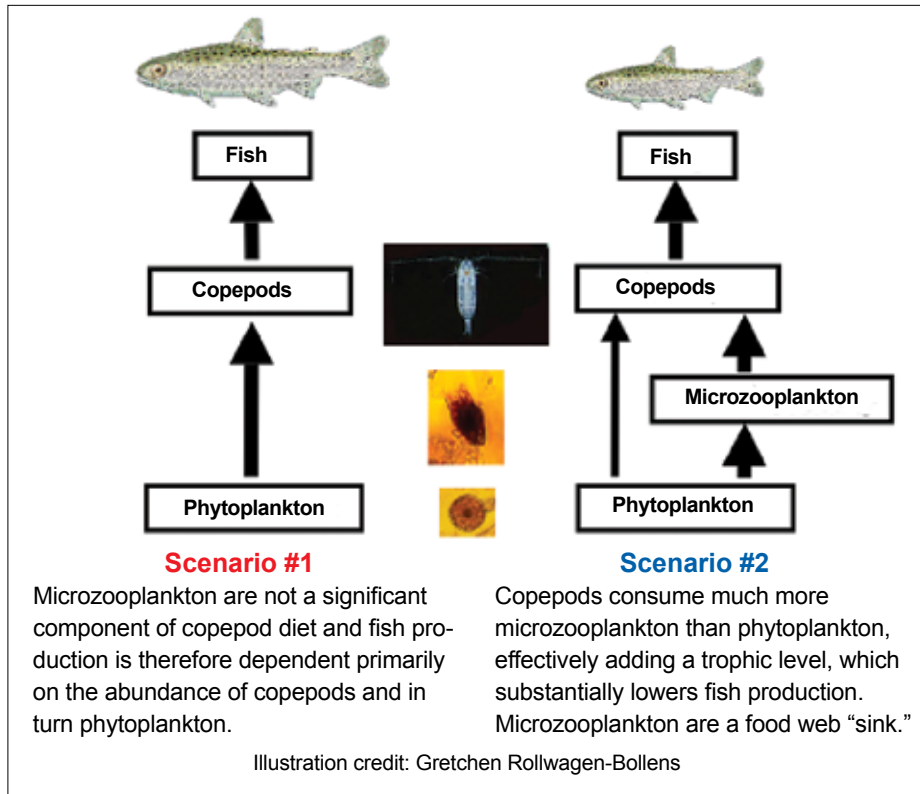 Fish
Copepods
Phytoplankton
Scenario #1
Microzooplankton are not a significant
component of copepod diet and fish pro-
duction is therefore dependent primarily
on the abundance of copepods and in
turn phytoplankton.
Fish
Copepods
Microzooplankton
Phytoplankton
Scenario #2
Copepods consume much more
microzooplankton than phytoplankton,
effectively adding a trophic level, which
substantially lowers fish production.
Microzooplankton are a food web “sink.”
Illustration credit: Gretchen Rollwagen-Bollens